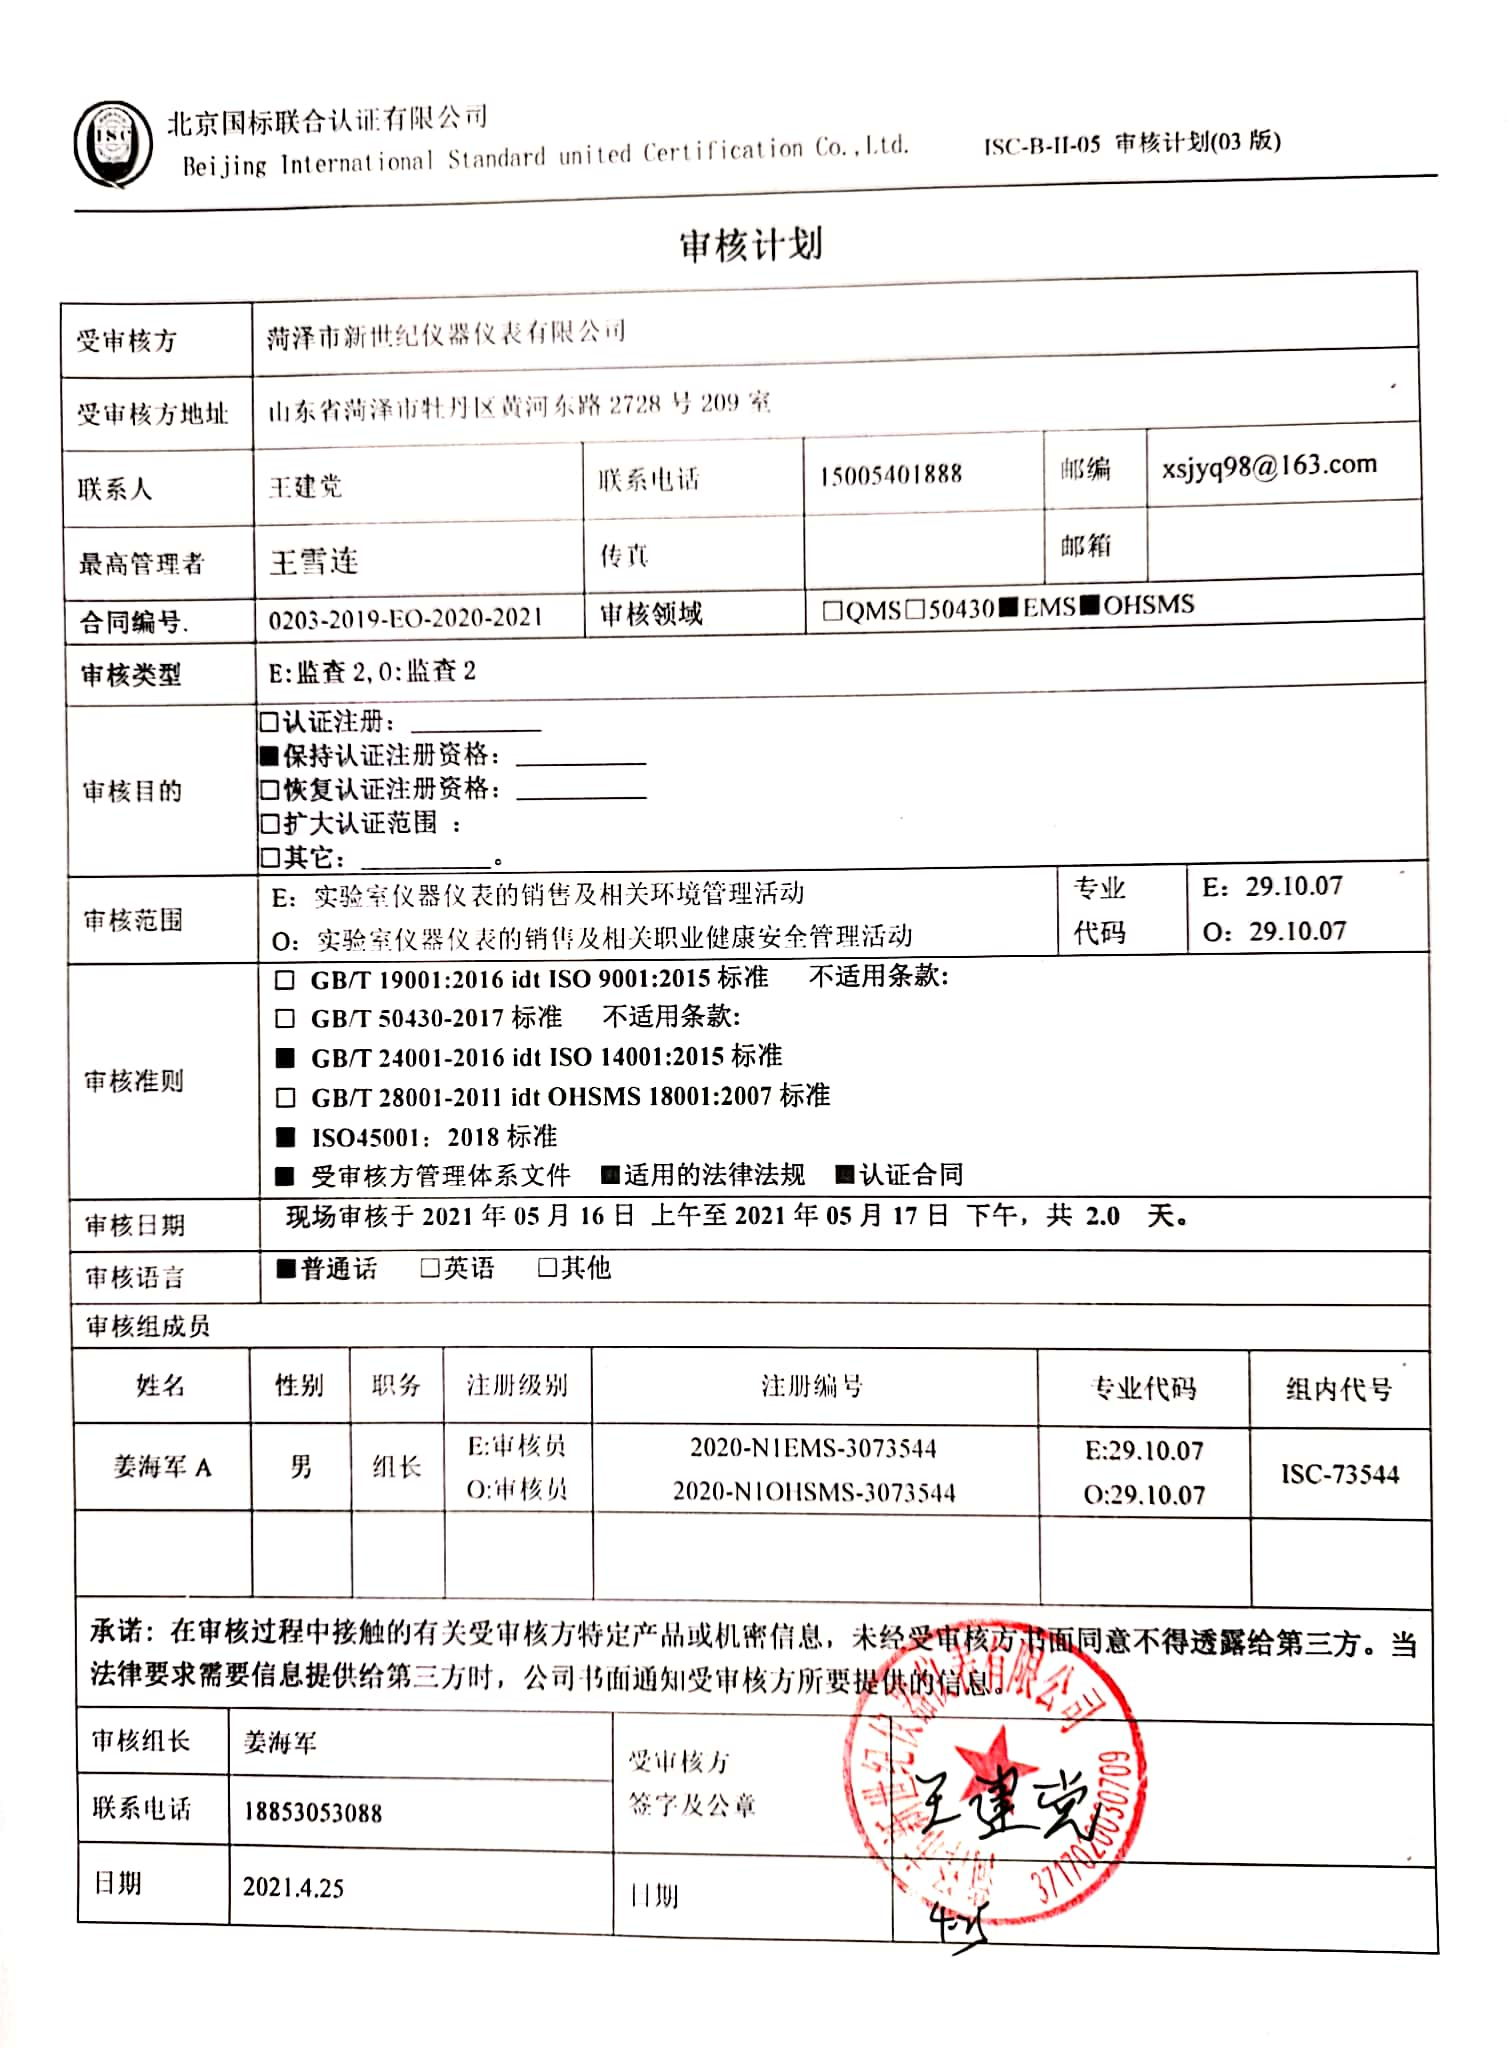 ISC
北京国标联合认证有限公司
Beijing International Standard united Certification Co.,Ltd.
ISC-B-II-05 审核计划(03 版)
审核计划
受审核方 菏泽市新世纪仪器仪表有限公司
受审核方地址 山东省菏泽市牡丹区黄河东路 2728 号 209 室
联系人 王建党 联系电话 15005401888 邮编 xsjyq98@163.com
最高管理者 王雪连 传真 邮箱
合同编号. 0203-2019-EO-2020-2021 审核领域 □QMS□50430■EMS■OHSMS
审核类型 E:监查 2,O:监查 2
审核目的
□认证注册：
■保持认证注册资格：
□恢复认证注册资格：
□扩大认证范围 ：
□其它： 。
审核范围
E：实验室仪器仪表的销售及相关环境管理活动
O：实验室仪器仪表的销售及相关职业健康安全管理活动
专业
代码
E：29.10.07
O：29.10.07
审核准则
□ GB/T 19001:2016 idt ISO 9001:2015 标准 不适用条款:
□ GB/T 50430-2017 标准 不适用条款:
■ GB/T 24001-2016 idt ISO 14001:2015 标准
□ GB/T 28001-2011 idt OHSMS 18001:2007 标准
■ ISO45001：2018 标准
■ 受审核方管理体系文件 ■适用的法律法规 ■认证合同
审核日期 现场审核于 2021 年 05 月 16 日 上午至 2021 年 05 月 17 日 下午，共 2.0 天。
审核语言 ■普通话 □英语 □其他
审核组成员
姓名 性别 职务 注册级别 注册编号 专业代码 组内代号
姜海军 A 男 组长
E:审核员 2020-N1EMS-3073544 E:29.10.07
O:审核员 2020-N1OHSMS-3073544 O:29.10.07
ISC-73544
承诺：在审核过程中接触的有关受审核方特定产品或机密信息，未经受审核方书面同意不得透露给第三方。当
法律要求需要信息提供给第三方时，公司书面通知受审核方所要提供的信息。
审核组长 姜海军
受审核方
签字及公章
王建党
联系电话 18853053088
日期 2021.4.25 日期 4.25
菏泽市新世纪仪器仪表有限公司
3717020030709